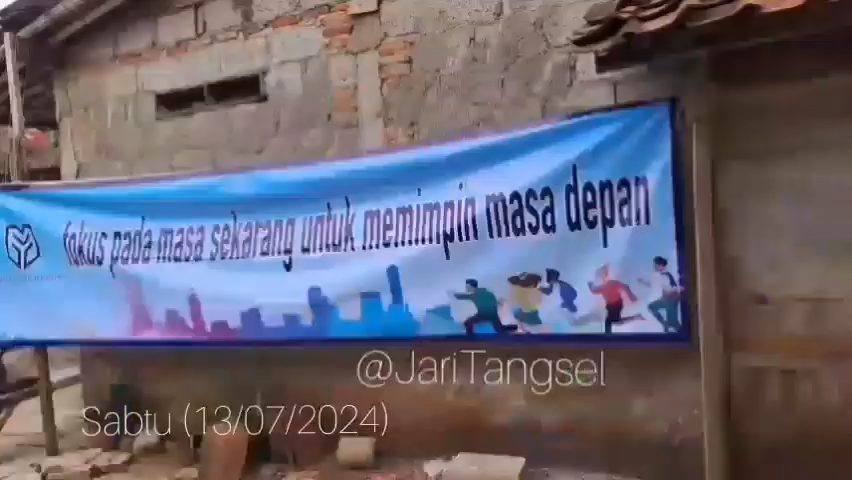 fokus pada masa sekarang untuk memimpin masa depan
@JariTangsel
Sabtu (13/07/2024)